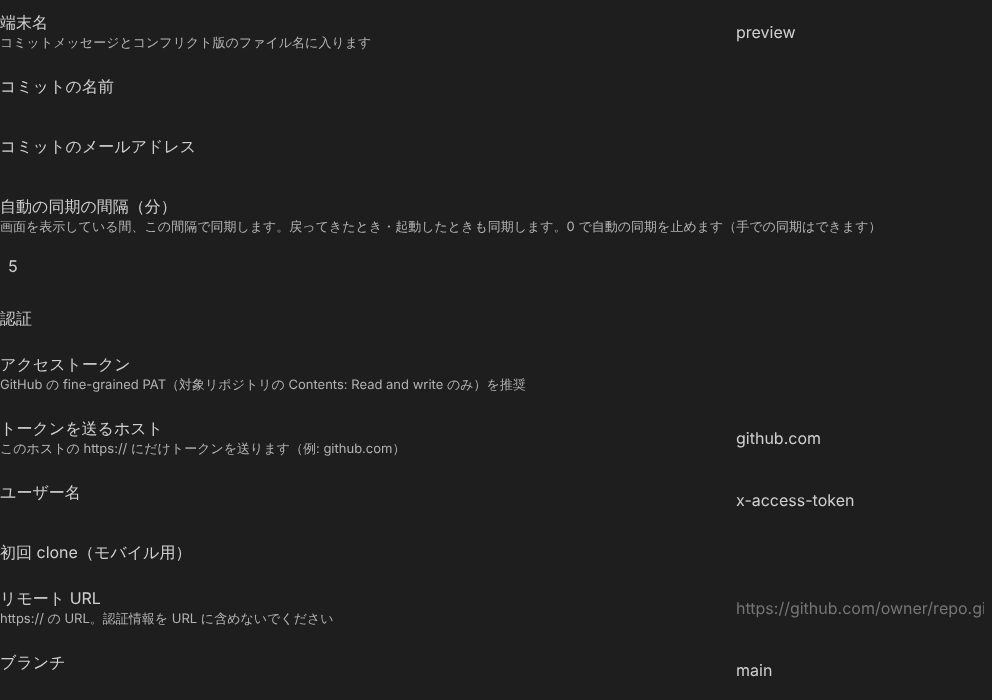 端末名
コミットメッセージとコンフリクト版のファイル名に入ります
preview
コミットの名前
コミットのメールアドレス
自動の同期の間隔（分）
画面を表示している間、この間隔で同期します。戻ってきたとき・起動したときも同期します。0 で自動の同期を止めます（手での同期はできます）
5
認証
アクセストークン
GitHub の fine-grained PAT（対象リポジトリの Contents: Read and write のみ）を推奨
トークンを送るホスト
このホストの https:// にだけトークンを送ります（例: github.com）
github.com
ユーザー名
x-access-token
初回 clone（モバイル用）
リモート URL
https:// の URL。認証情報を URL に含めないでください
https://github.com/owner/repo.gi
ブランチ
main